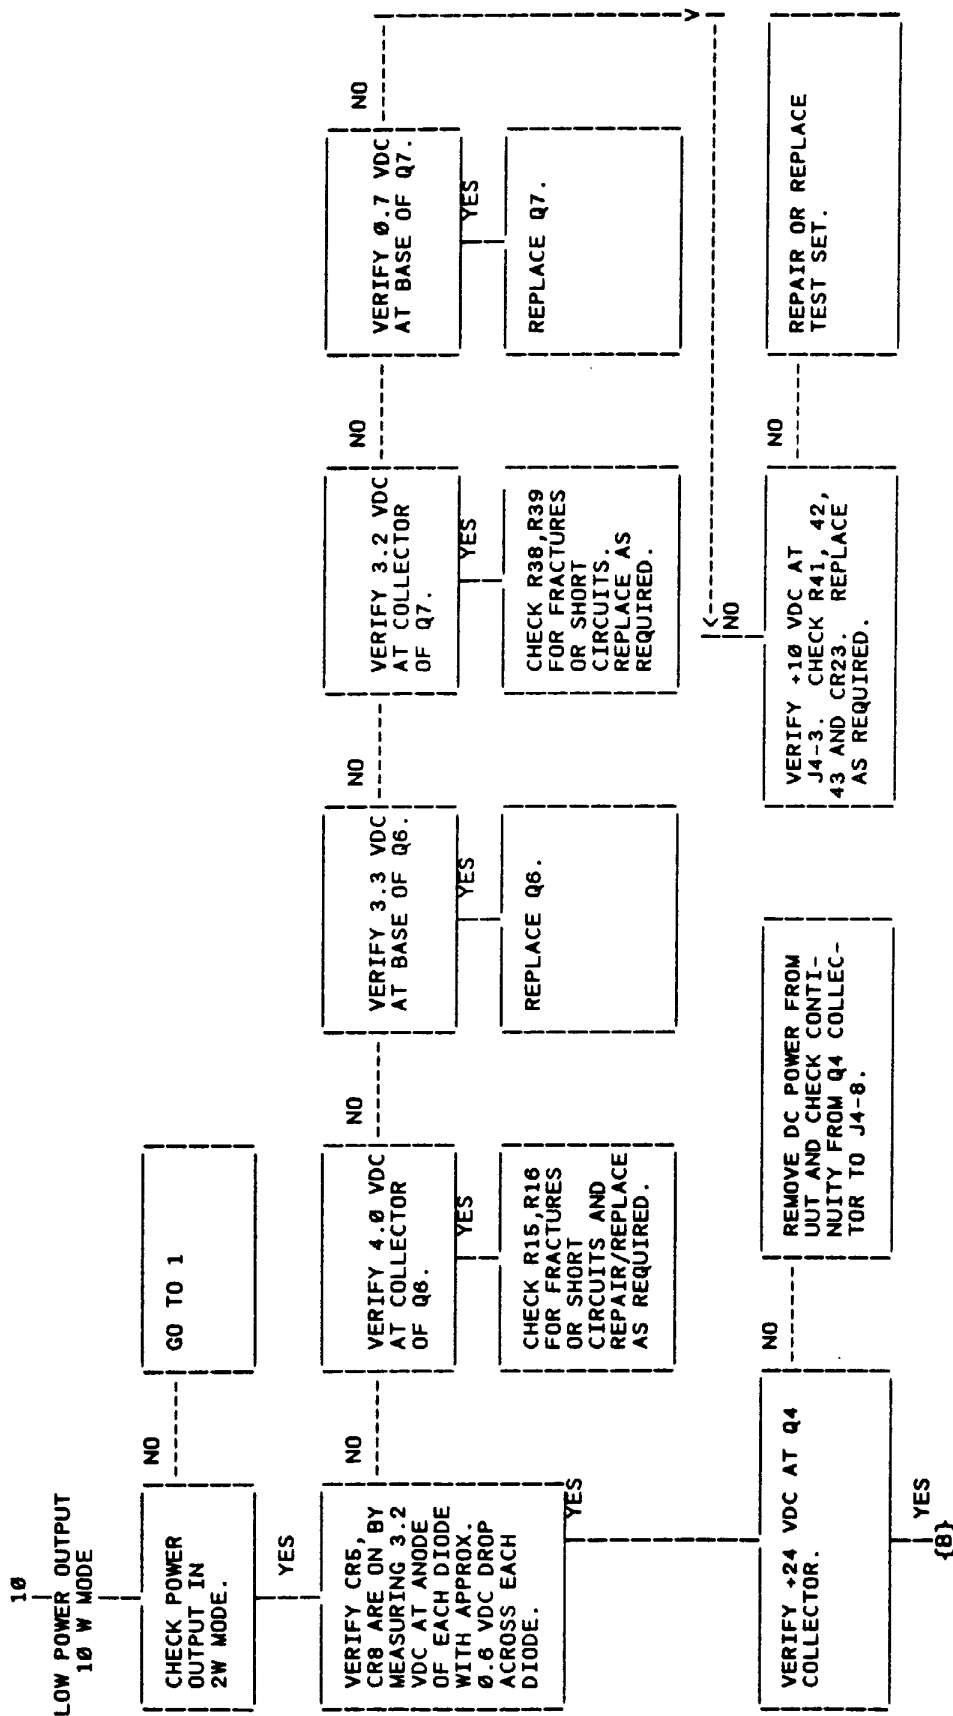 10
LOW POWER OUTPUT
10 W MODE
CHECK POWER
OUTPUT IN
2W MODE.
NO
GO TO 1
YES
VERIFY CR5,
CR8 ARE ON BY
MEASURING 3.2
VDC AT ANODE
OF EACH DIODE
WITH APPROX.
0.6 VDC DROP
ACROSS EACH
DIODE.
NO
VERIFY 4.0 VDC
AT COLLECTOR
OF Q6.
NO
VERIFY 3.3 VDC
AT BASE OF Q6.
NO
VERIFY 3.2 VDC
AT COLLECTOR
OF Q7.
NO
VERIFY 0.7 VDC
AT BASE OF Q7.
NO
YES
CHECK R15,R16
FOR FRACTURES
OR SHORT
CIRCUITS AND
REPAIR/REPLACE
AS REQUIRED.
YES
REPLACE Q6.
YES
CHECK R38,R39
FOR FRACTURES
OR SHORT
CIRCUITS.
REPLACE AS
REQUIRED.
YES
REPLACE Q7.
YES
NO
VERIFY +24 VDC AT Q4
COLLECTOR.
NO
REMOVE DC POWER FROM
UUT AND CHECK CONTI-
NUITY FROM Q4 COLLEC-
TOR TO J4-8.
VERIFY +10 VDC AT
J4-3. CHECK R41, 42,
43 AND CR23. REPLACE
AS REQUIRED.
NO
REPAIR OR REPLACE
TEST SET.
YES
{B}